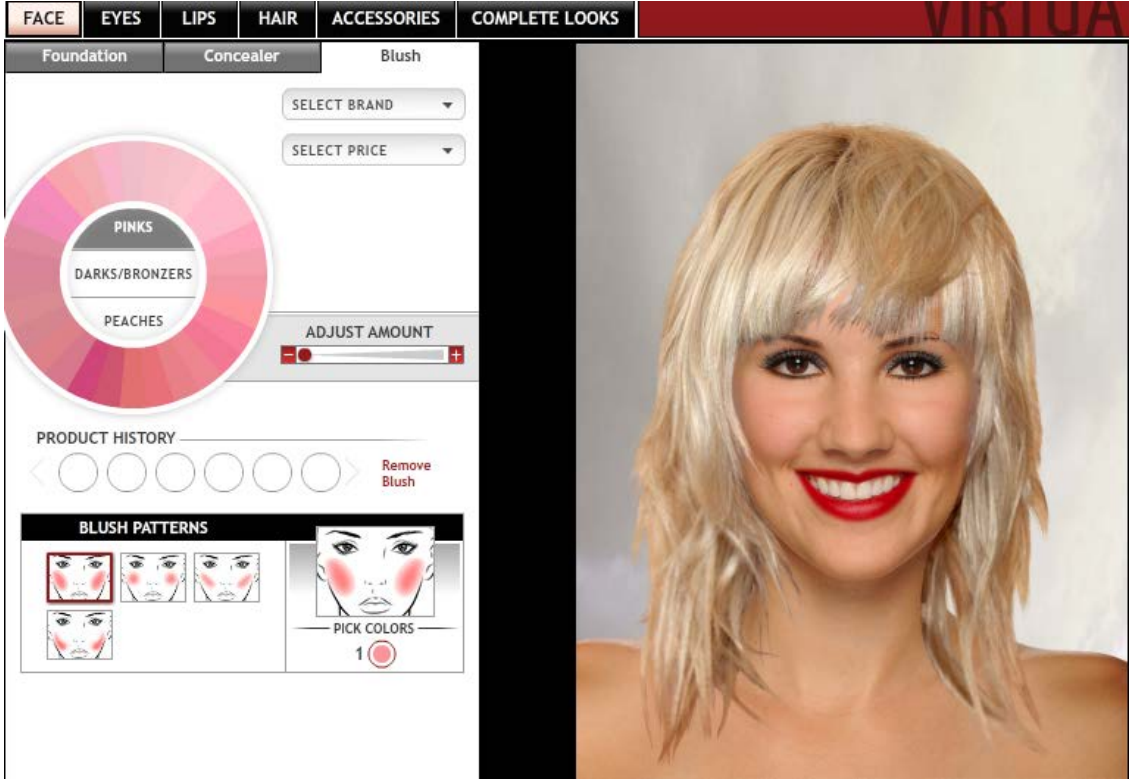 FACE
EYES
LIPS
HAIR
ACCESSORIES
COMPLETE LOOKS
VIRTUA
Foundation
Concealer
Blush
SELECT BRAND
SELECT PRICE
PINKS
DARKS/BRONZERS
PEACHES
ADJUST AMOUNT
PRODUCT HISTORY
Remove
Blush
BLUSH PATTERNS
PICK COLORS
1